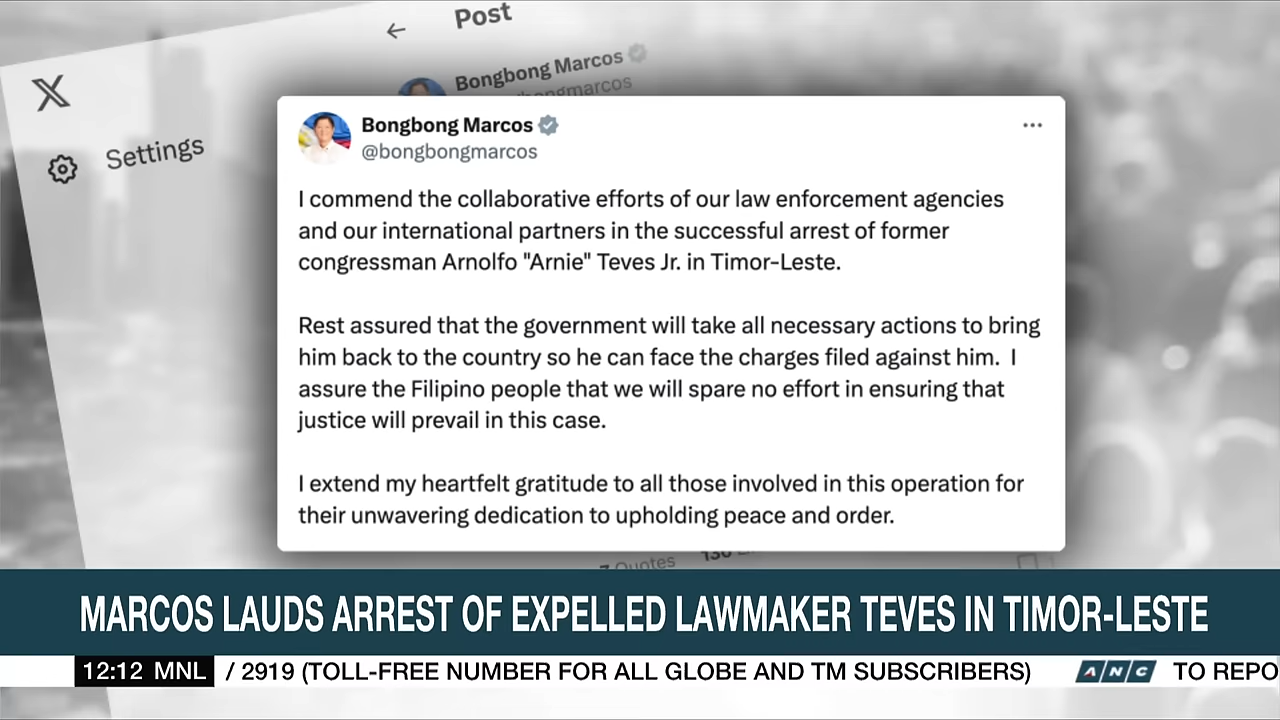 Post
Bongbong Marcos
bongmarcos
X
Settings
Bongbong Marcos
@bongbongmarcos
I commend the collaborative efforts of our law enforcement agencies
and our international partners in the successful arrest of former
congressman Arnolfo "Arnie" Teves Jr. in Timor-Leste.
Rest assured that the government will take all necessary actions to bring
him back to the country so he can face the charges filed against him. I
assure the Filipino people that we will spare no effort in ensuring that
justice will prevail in this case.
I extend my heartfelt gratitude to all those involved in this operation for
their unwavering dedication to upholding peace and order.
Quotes
MARCOS LAUDS ARREST OF EXPELLED LAWMAKER TEVES IN TIMOR-LESTE
12:12 MNL / 2919 (TOLL-FREE NUMBER FOR ALL GLOBE AND TM SUBSCRIBERS) ANC TO REPO